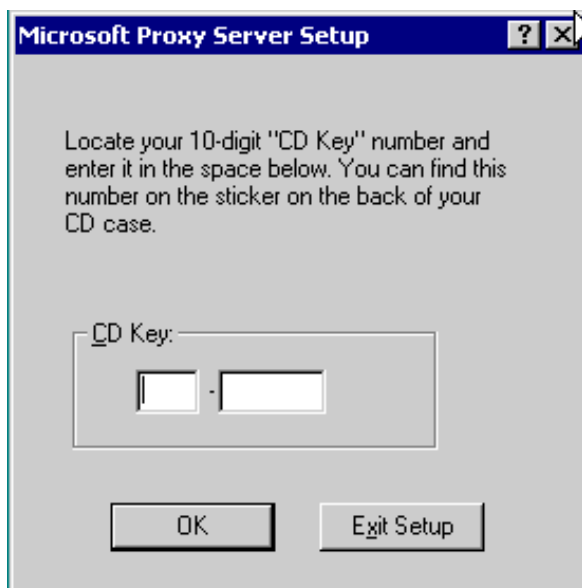 Microsoft Proxy Server Setup
Locate your 10-digit "CD Key" number and
enter it in the space below. You can find this
number on the sticker on the back of your
CD case.
CD Key:
-
OK Exit Setup